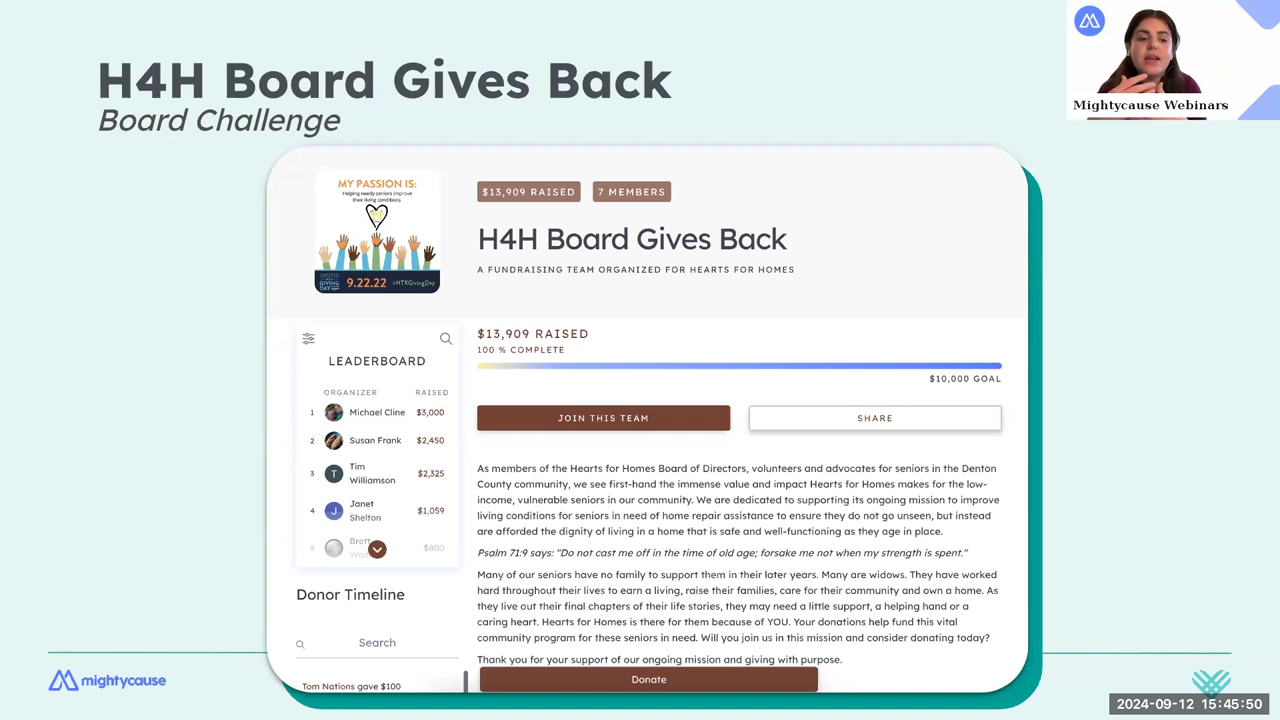 H4H Board Gives Back
Board Challenge
Mightycause Webinars
MY PASSION IS:
Helping needy seniors improve
their living conditions
GIVING
DAY
9.22.22
#NTXGivingDay
$13,909 RAISED
7 MEMBERS
H4H Board Gives Back
A FUNDRAISING TEAM ORGANIZED FOR HEARTS FOR HOMES
LEADERBOARD
ORGANIZER RAISED
1 Michael Cline $3,000
2 Susan Frank $2,450
3 T Tim
Williamson $2,325
4 J Janet
Shelton $1,059
5 Brett
$800
Donor Timeline
Search
Tom Nations gave $100
$13,909 RAISED
100 % COMPLETE
$10,000 GOAL
JOIN THIS TEAM
SHARE
As members of the Hearts for Homes Board of Directors, volunteers and advocates for seniors in the Denton
County community, we see first-hand the immense value and impact Hearts for Homes makes for the low-
income, vulnerable seniors in our community. We are dedicated to supporting its ongoing mission to improve
living conditions for seniors in need of home repair assistance to ensure they do not go unseen, but instead
are afforded the dignity of living in a home that is safe and well-functioning as they age in place.
Psalm 71:9 says: "Do not cast me off in the time of old age; forsake me not when my strength is spent."
Many of our seniors have no family to support them in their later years. Many are widows. They have worked
hard throughout their lives to earn a living, raise their families, care for their community and own a home. As
they live out their final chapters of their life stories, they may need a little support, a helping hand or a
caring heart. Hearts for Homes is there for them because of YOU. Your donations help fund this vital
community program for these seniors in need. Will you join us in this mission and consider donating today?
Thank you for your support of our ongoing mission and giving with purpose.
Donate
mightycause
2024-09-12 15:45:50